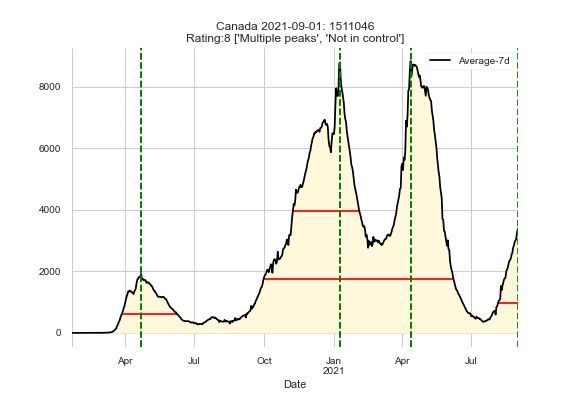 Canada 2021-09-01: 1511046
Rating:8 ['Multiple peaks', 'Not in control']
Average-7d
8000
6000
4000
2000
0
Apr
Jul
Oct
Jan
2021
Apr
Jul
Date